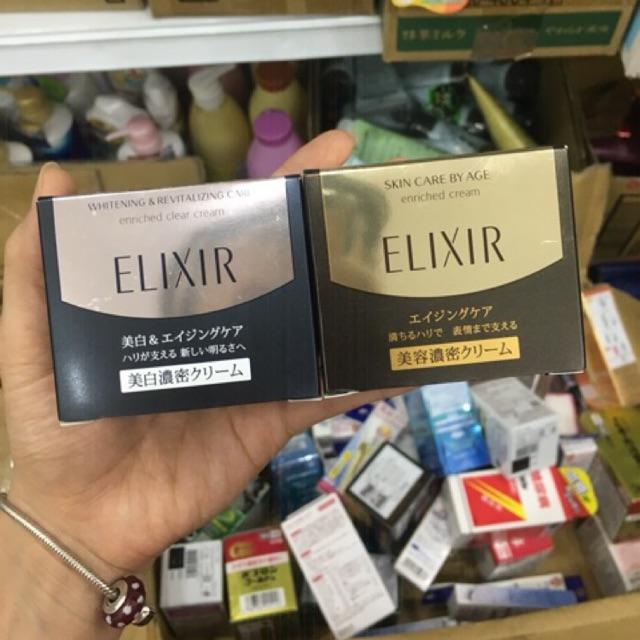 WHITENING & REVITALIZING CARE
enriched clear cream
ELIXIR
美白&エイジングケア
ハリが支える 新しい明るさへ
美白濃密クリーム
SKIN CARE BY AGE
enriched cream
ELIXIR
エイジングケア
満ちるハリで 表情まで支える
美容濃密クリーム